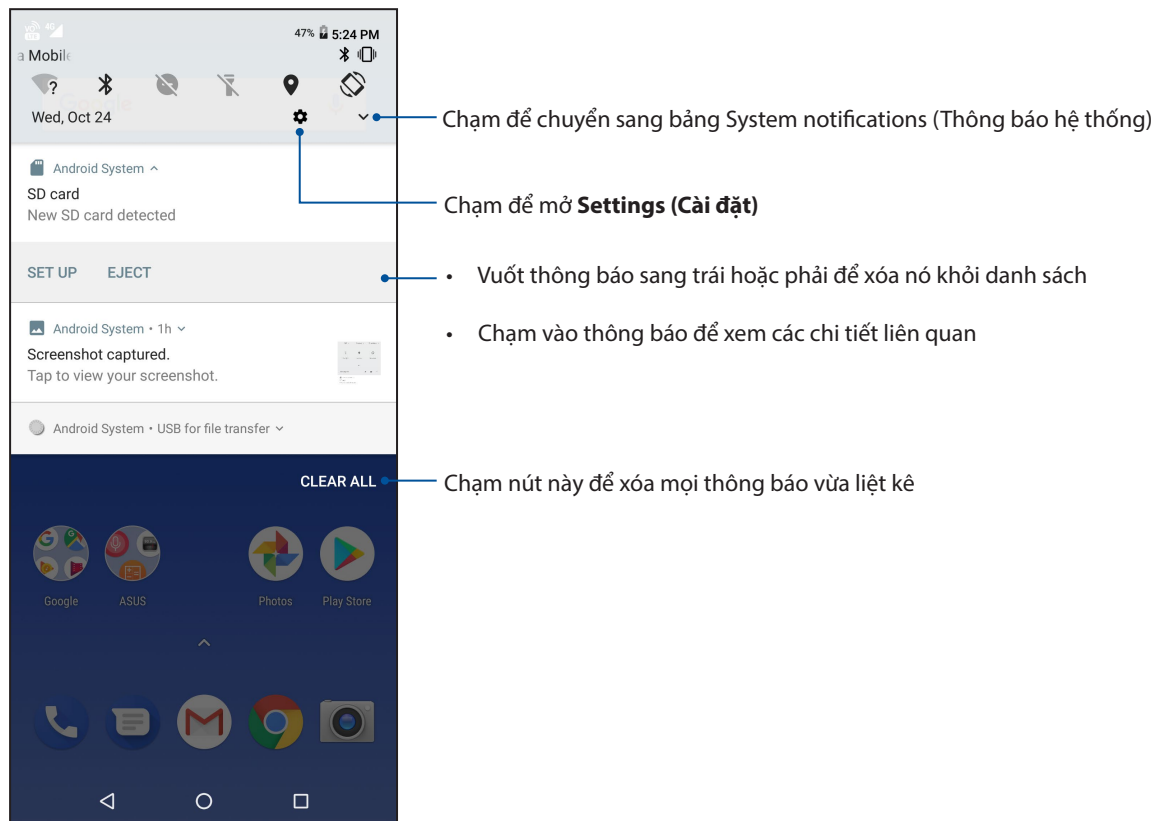 VoLTE 4G 47% 5:24 PM
a Mobile
?
Google
Wed, Oct 24
Chạm để chuyển sang bảng System notifications (Thông báo hệ thống)
Android System
SD card
New SD card detected
Chạm để mở Settings (Cài đặt)
SET UP EJECT
• Vuốt thông báo sang trái hoặc phải để xóa nó khỏi danh sách
Android System • 1h
• Chạm vào thông báo để xem các chi tiết liên quan
Screenshot captured.
Tap to view your screenshot.
Android System • USB for file transfer
CLEAR ALL
Chạm nút này để xóa mọi thông báo vừa liệt kê
Google ASUS Photos Play Store